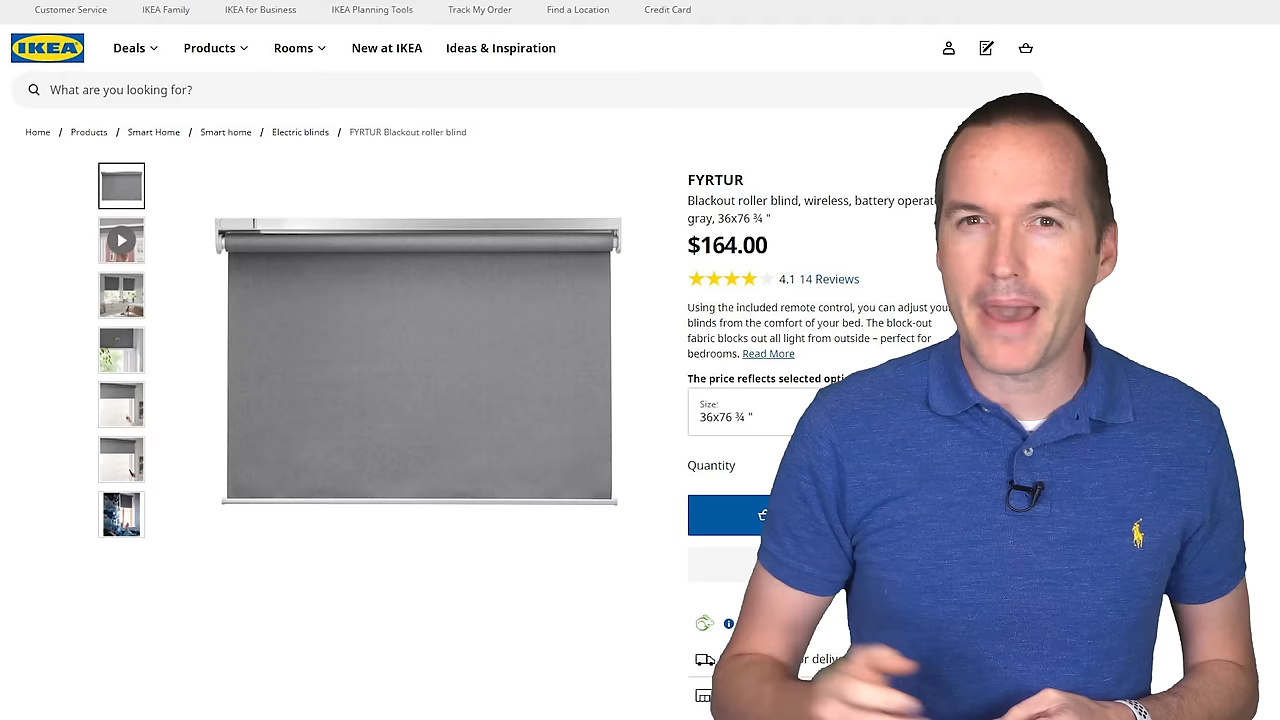 Customer Service IKEA Family IKEA for Business IKEA Planning Tools Track My Order Find a Location Credit Card
IKEA Deals Products Rooms New at IKEA Ideas & Inspiration
What are you looking for?
Home / Products / Smart Home / Smart home / Electric blinds / FYRTUR Blackout roller blind
FYRTUR
Blackout roller blind, wireless, battery operat
gray, 36x76 ¾ "
$164.00
4.1 14 Reviews
Using the included remote control, you can adjust you
blinds from the comfort of your bed. The block-out
fabric blocks out all light from outside – perfect for
bedrooms. Read More
The price reflects selected opti
Size:
36x76 ¾ "
Quantity
or delive